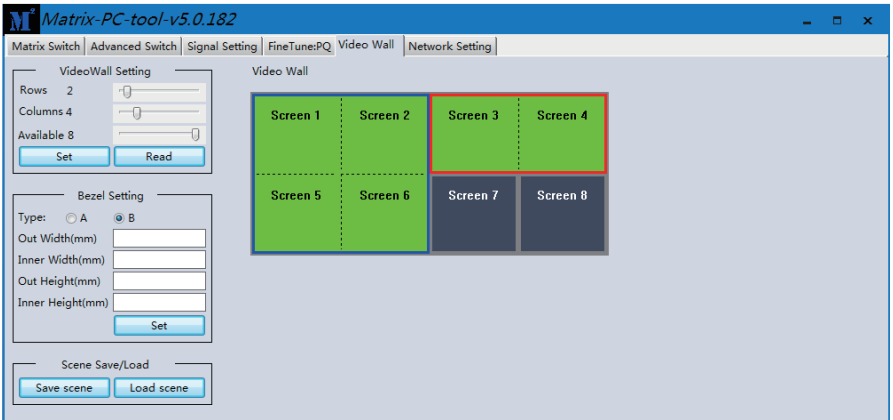 M² Matrix-PC-tool-v5.0.182
Matrix Switch Advanced Switch Signal Setting FineTune:PQ Video Wall Network Setting
VideoWall Setting
Rows 2
Columns 4
Available 8
Set Read
Bezel Setting
Type: A B
Out Width(mm)
Inner Width(mm)
Out Height(mm)
Inner Height(mm)
Set
Scene Save/Load
Save scene Load scene
Video Wall
Screen 1 Screen 2 Screen 3 Screen 4
Screen 5 Screen 6 Screen 7 Screen 8